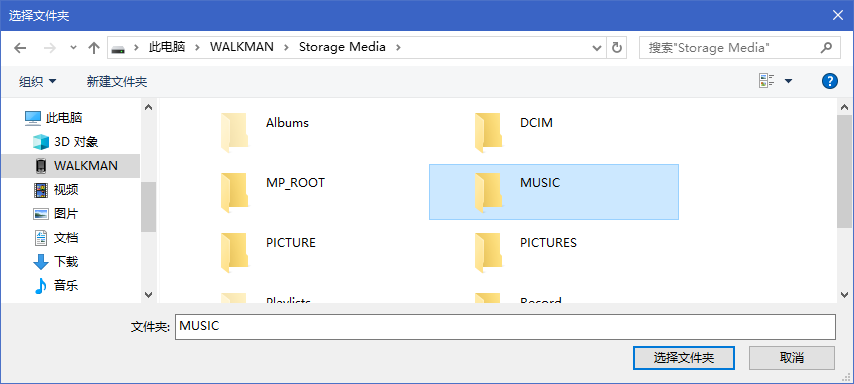 选择文件夹
此电脑 > WALKMAN > Storage Media >
搜索"Storage Media"
组织
新建文件夹
此电脑
3D 对象
WALKMAN
视频
图片
文档
下载
音乐
Albums
DCIM
MP_ROOT
MUSIC
PICTURE
PICTURES
Playlists
Record
文件夹:
MUSIC
选择文件夹
取消